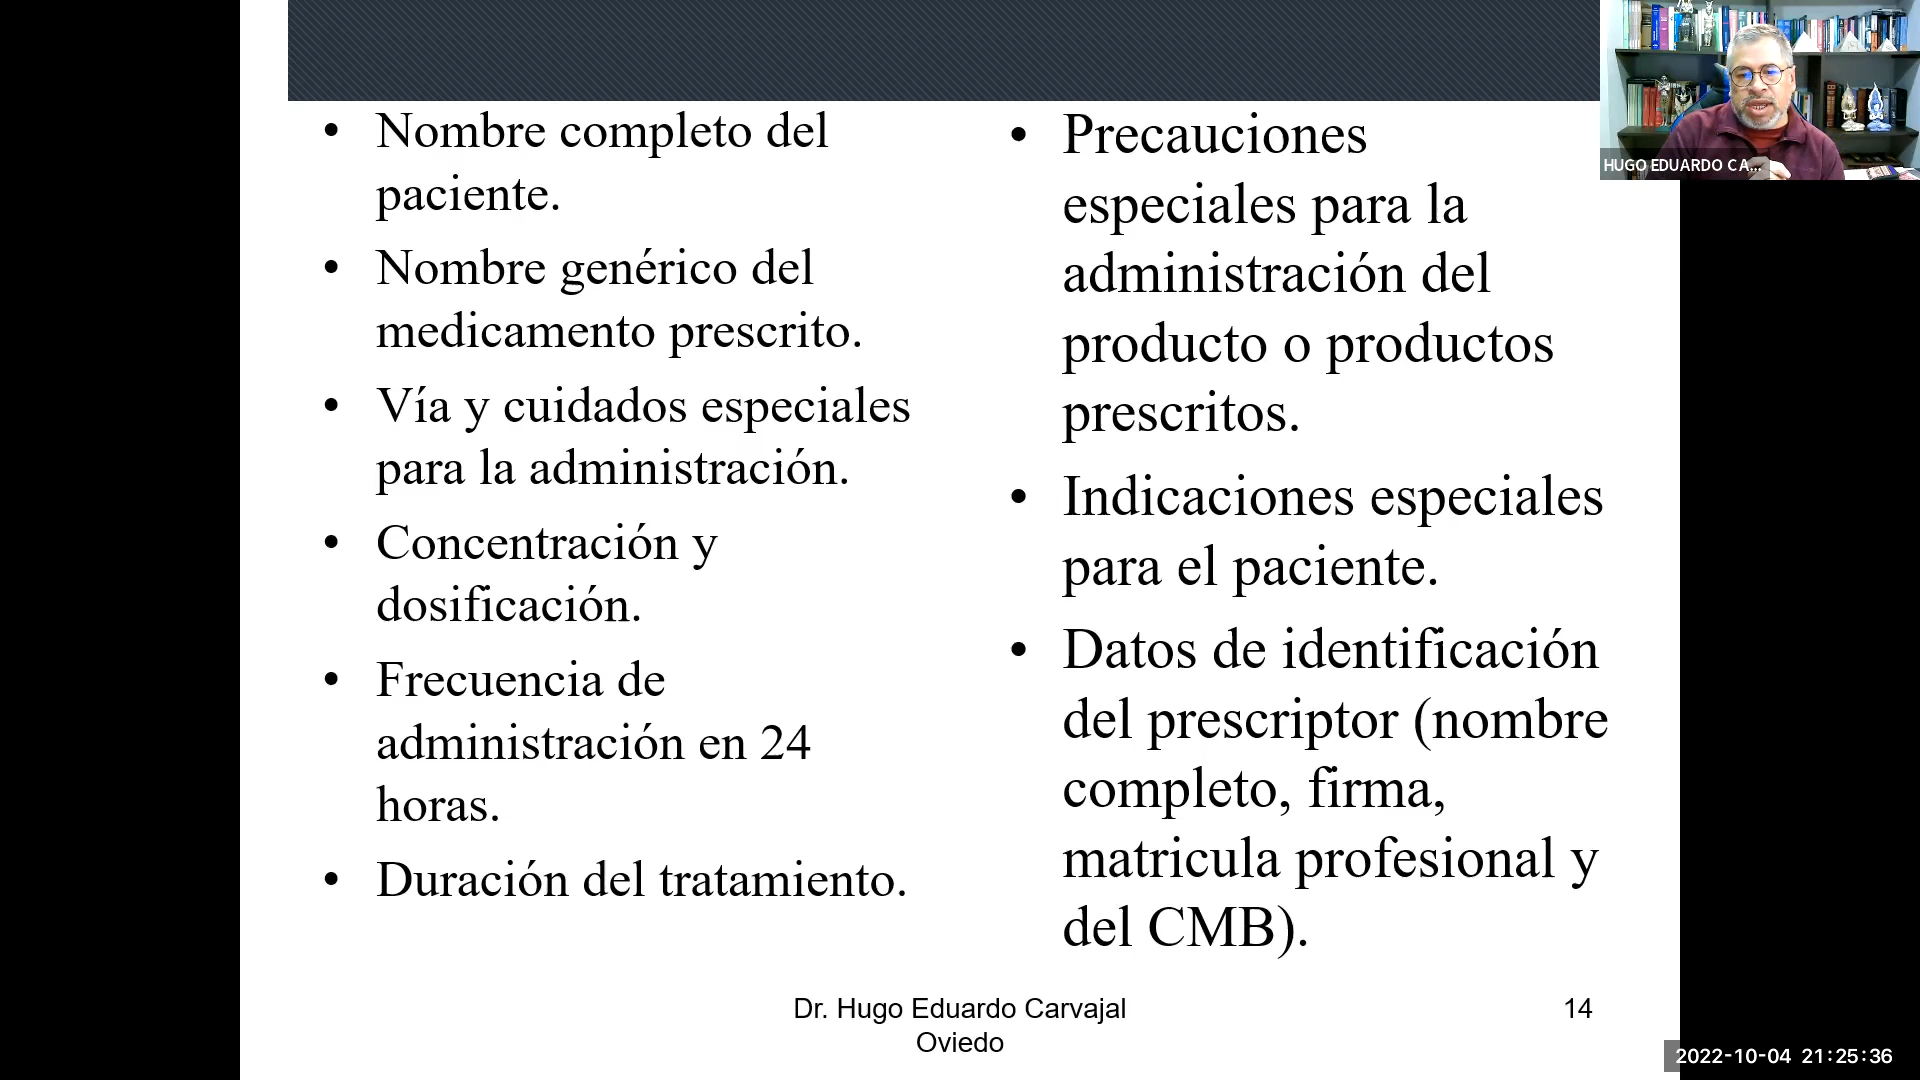 • Nombre completo del
paciente.
• Nombre genérico del
medicamento prescrito.
• Vía y cuidados especiales
para la administración.
• Concentración y
dosificación.
• Frecuencia de
administración en 24
horas.
• Duración del tratamiento.
• Precauciones
especiales para la
administración del
producto o productos
prescritos.
• Indicaciones especiales
para el paciente.
• Datos de identificación
del prescriptor (nombre
completo, firma,
matricula profesional y
del CMB).
Dr. Hugo Eduardo Carvajal
Oviedo
14
HUGO EDUARDO CA...
2022-10-04 21:25:36